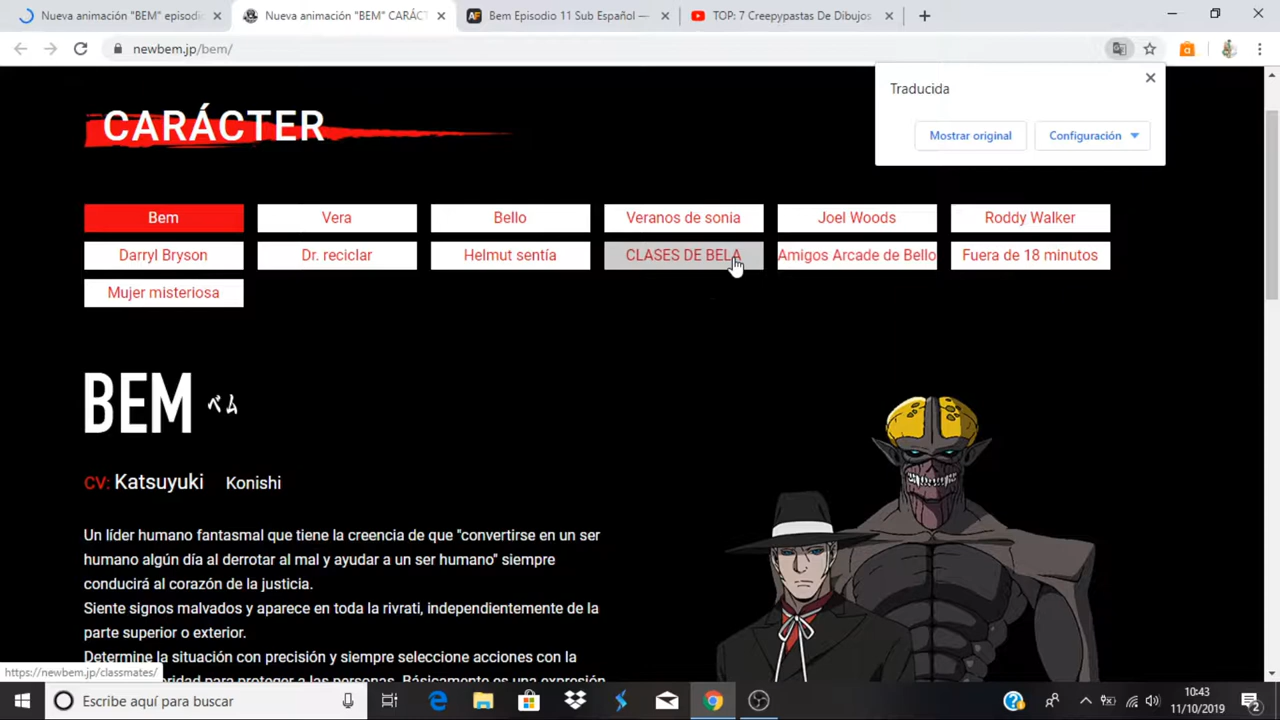 Nueva animación "BEM" episodic
Nueva animación "BEM" CARÁCT
AF
Bem Episodio 11 Sub Español —
TOP: 7 Creepypastas De Dibujos
newbem.jp/bem/
Traducida
Mostrar original
Configuración
CARÁCTER
Bem
Vera
Bello
Veranos de sonia
Joel Woods
Roddy Walker
Darryl Bryson
Dr. reciclar
Helmut sentía
CLASES DE BELA
Amigos Arcade de Bello
Fuera de 18 minutos
Mujer misteriosa
BEM ベム
CV: Katsuyuki Konishi
Un líder humano fantasmal que tiene la creencia de que "convertirse en un ser
humano algún día al derrotar al mal y ayudar a un ser humano" siempre
conducirá al corazón de la justicia.
Siente signos malvados y aparece en toda la rivrati, independientemente de la
parte superior o exterior.
Determine la situación con precisión y siempre seleccione acciones con la
https://newbem.jp/classmates/
Escribe aquí para buscar
10:43
11/10/2019
2